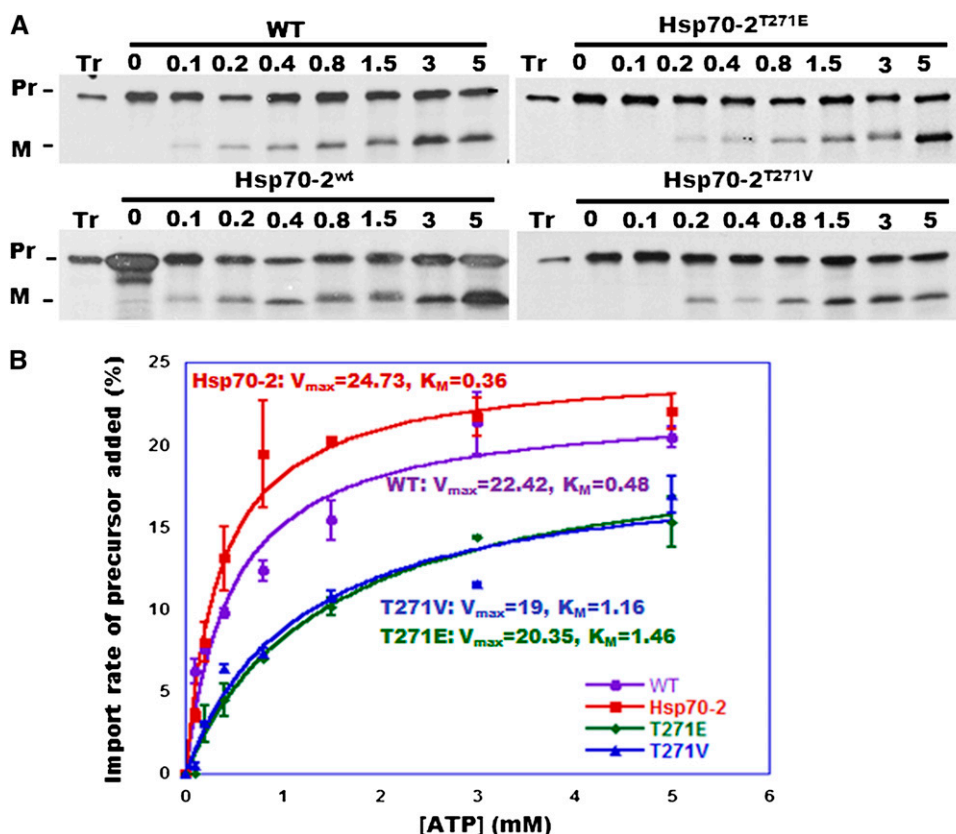 A
WT
Hsp70-2T271E
Tr 0 0.1 0.2 0.4 0.8 1.5 3 5
Tr 0 0.1 0.2 0.4 0.8 1.5 3 5
Pr
M
Hsp70-2wt
Hsp70-2T271V
Tr 0 0.1 0.2 0.4 0.8 1.5 3 5
Tr 0 0.1 0.2 0.4 0.8 1.5 3 5
Pr
M
B
Import rate of precursor added (%)
25
20
15
10
5
0
Hsp70-2: Vmax=24.73, KM=0.36
WT: Vmax=22.42, KM=0.48
T271V: Vmax=19, KM=1.16
T271E: Vmax=20.35, KM=1.46
WT
Hsp70-2
T271E
T271V
0 1 2 3 4 5 6
[ATP] (mM)